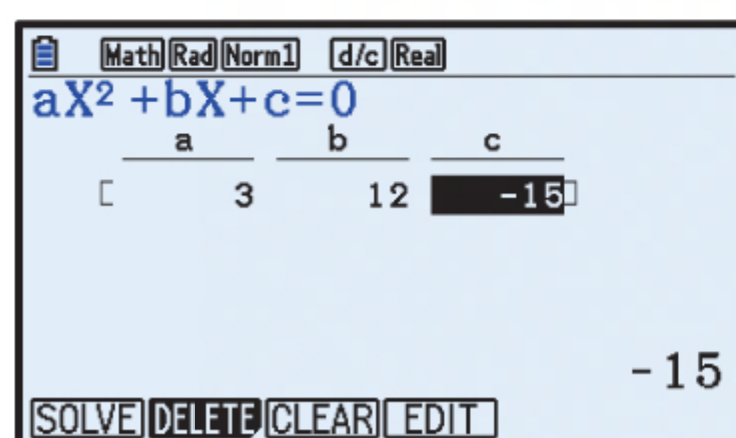 Math Rad Norm1 d/c Real
aX² +bX+c=0
a b c
[ 3 12 -15]
-15
SOLVE DELETE CLEAR EDIT